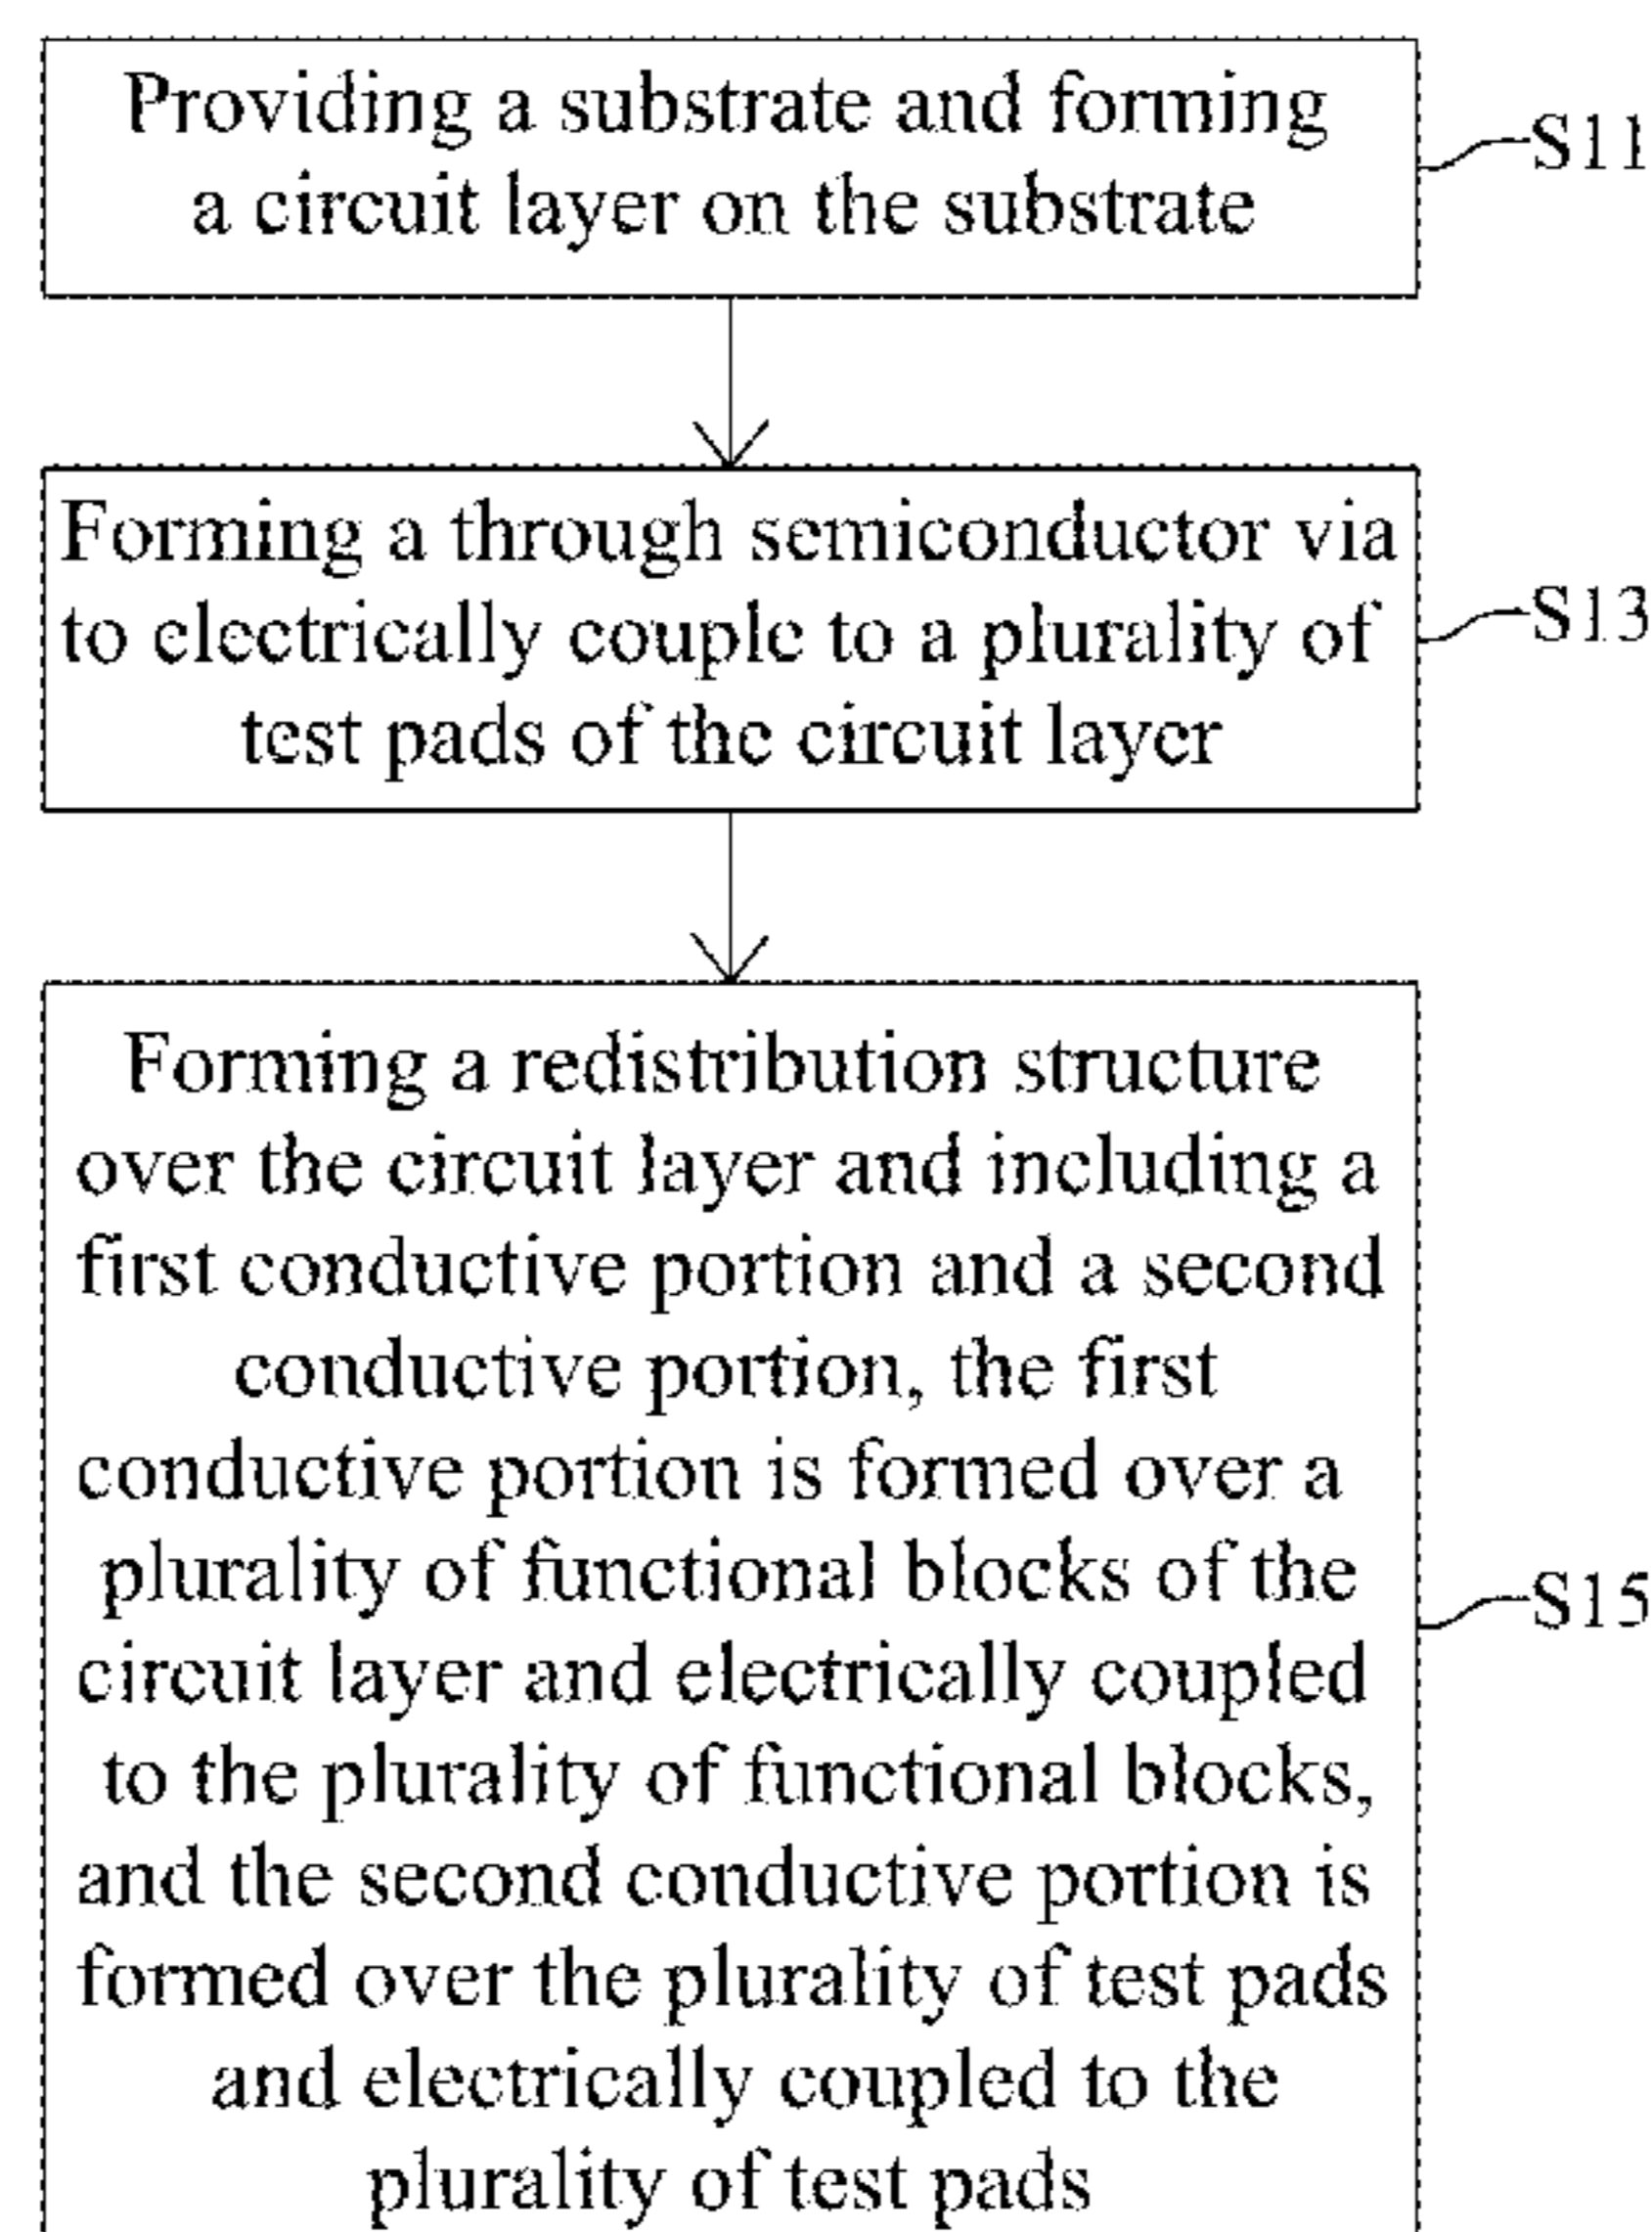 Providing a substrate and forming
a circuit layer on the substrate
S11
Forming a through semiconductor via
to electrically couple to a plurality of
test pads of the circuit layer
S13
Forming a redistribution structure
over the circuit layer and including a
first conductive portion and a second
conductive portion, the first
conductive portion is formed over a
plurality of functional blocks of the
circuit layer and electrically coupled
to the plurality of functional blocks,
and the second conductive portion is
formed over the plurality of test pads
and electrically coupled to the
plurality of test pads
S15